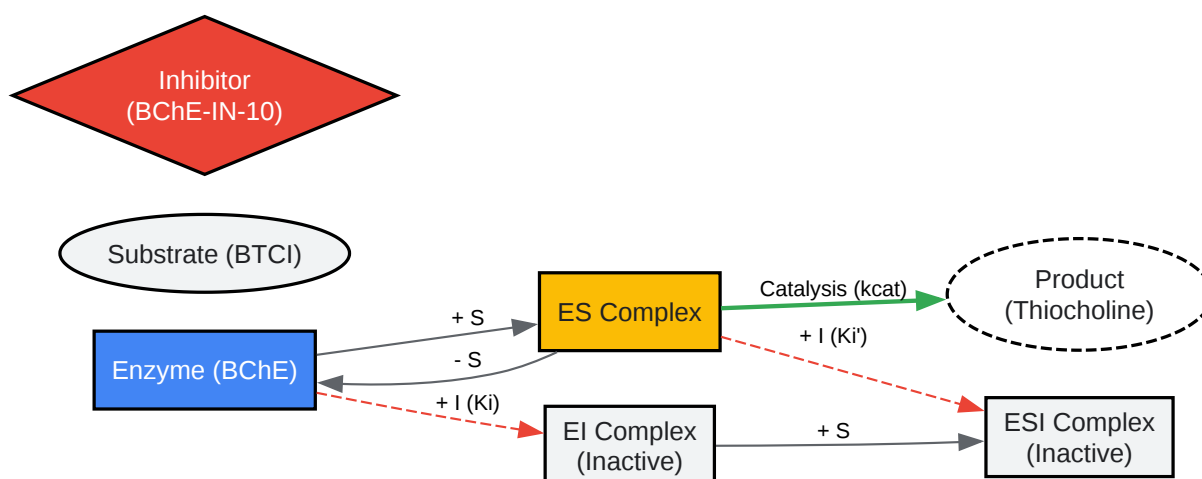 Inhibitor
(BChE-IN-10)
Substrate (BTCI)
Enzyme (BChE)
+ S
- S
+ I (Ki)
ES Complex
EI Complex
(Inactive)
Catalysis (kcat)
+ I (Ki')
+ S
Product
(Thiocholine)
ESI Complex
(Inactive)